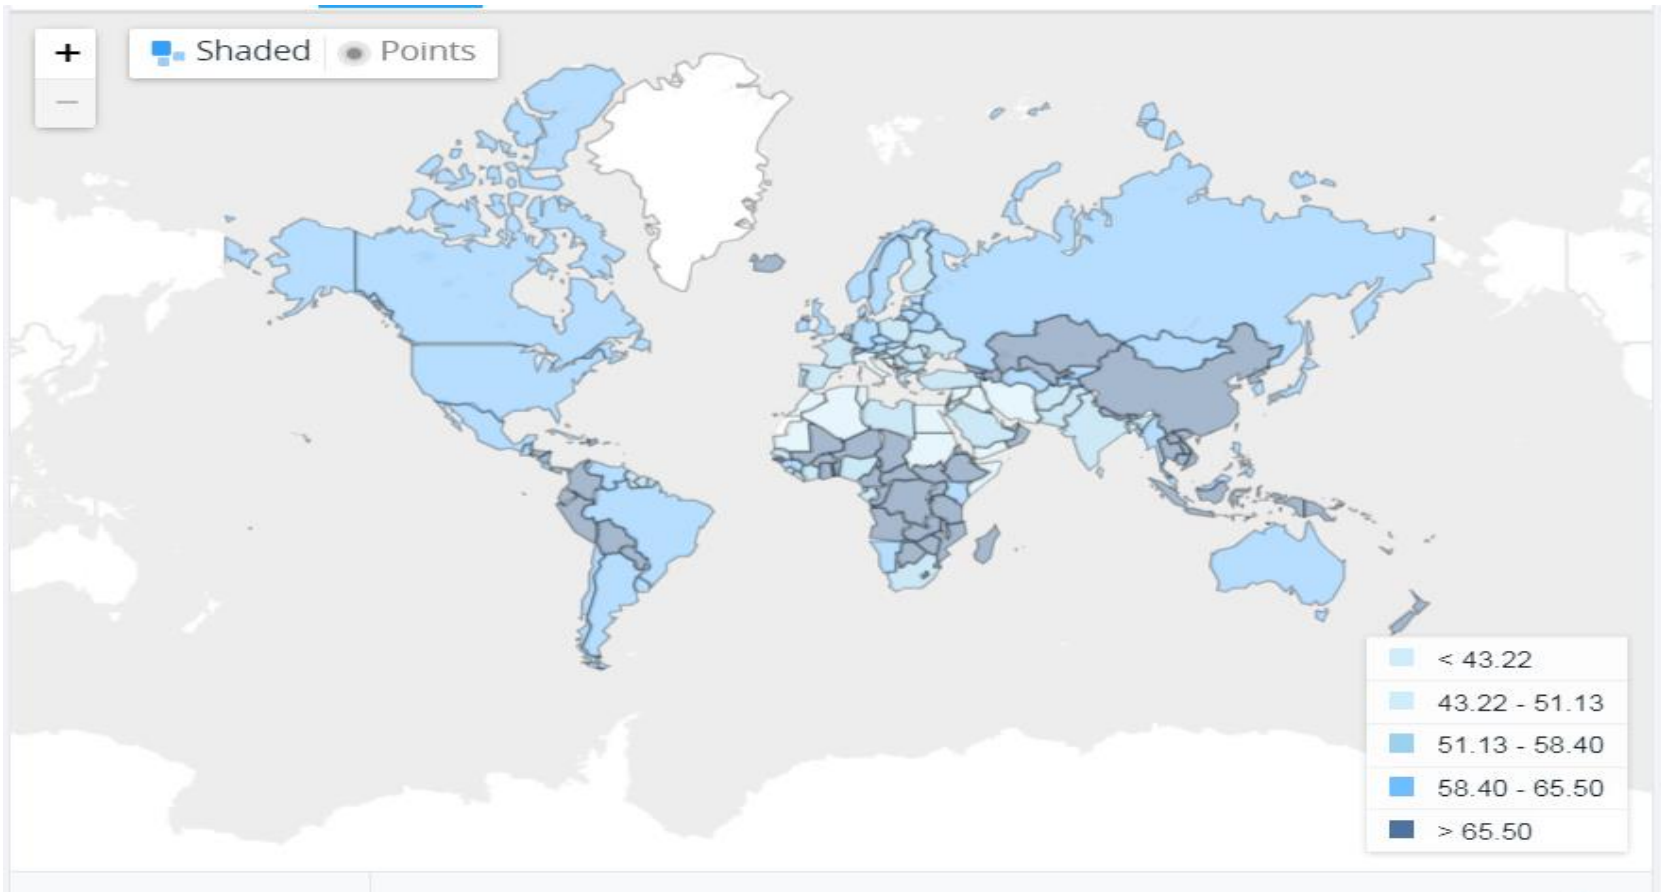 +
Shaded Points
−
< 43.22
43.22 - 51.13
51.13 - 58.40
58.40 - 65.50
> 65.50